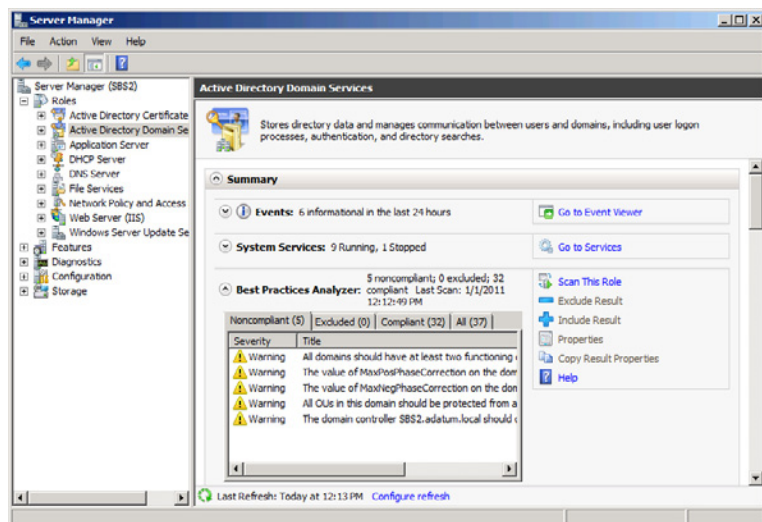 Server Manager
File Action View Help
Server Manager (SBS2)
Roles
Active Directory Certificate
Active Directory Domain Se
Application Server
DHCP Server
DNS Server
File Services
Network Policy and Access
Web Server (IIS)
Windows Server Update Se
Features
Diagnostics
Configuration
Storage
Active Directory Domain Services
Stores directory data and manages communication between users and domains, including user logon
processes, authentication, and directory searches.
Summary
Events: 6 informational in the last 24 hours
Go to Event Viewer
System Services: 9 Running, 1 Stopped
Go to Services
Best Practices Analyzer:
5 noncompliant; 0 excluded; 32
compliant Last Scan: 1/1/2011
12:12:49 PM
Scan This Role
Exclude Result
Include Result
Properties
Copy Result Properties
Help
Noncompliant (5) Excluded (0) Compliant (32) All (37)
Severity Title
Warning All domains should have at least two functioning
Warning The value of MaxPosPhaseCorrection on the dom
Warning The value of MaxNegPhaseCorrection on the dom
Warning All OUs in this domain should be protected from a
Warning The domain controller SBS2.adatum.local should
Last Refresh: Today at 12:13 PM Configure refresh